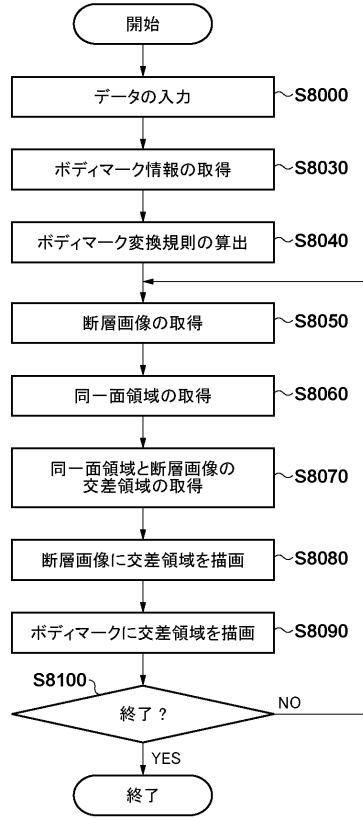 開始
データの入力
S8000
ボディマーク情報の取得
S8030
ボディマーク変換規則の算出
S8040
断層画像の取得
S8050
同一面領域の取得
S8060
同一面領域と断層画像の
交差領域の取得
S8070
断層画像に交差領域を描画
S8080
ボディマークに交差領域を描画
S8090
S8100
終了？
NO
YES
終了